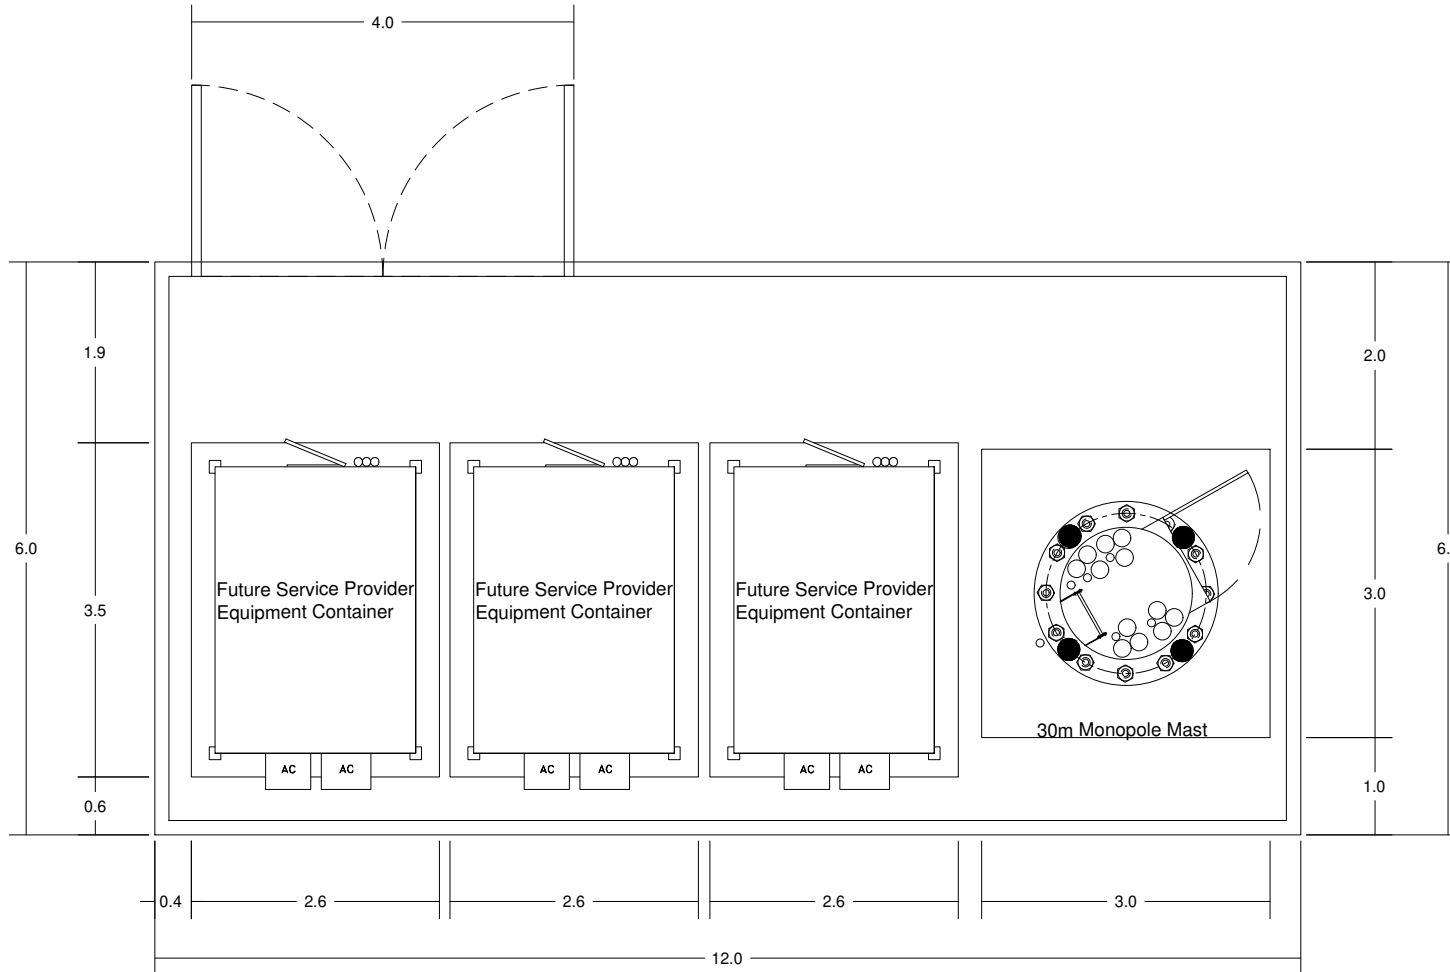 4.0
1.9
2.0
6.0
6.
3.5
3.0
Future Service Provider
Equipment Container
Future Service Provider
Equipment Container
Future Service Provider
Equipment Container
30m Monopole Mast
AC AC
AC AC
AC AC
0.6
1.0
0.4
2.6
2.6
2.6
3.0
12.0